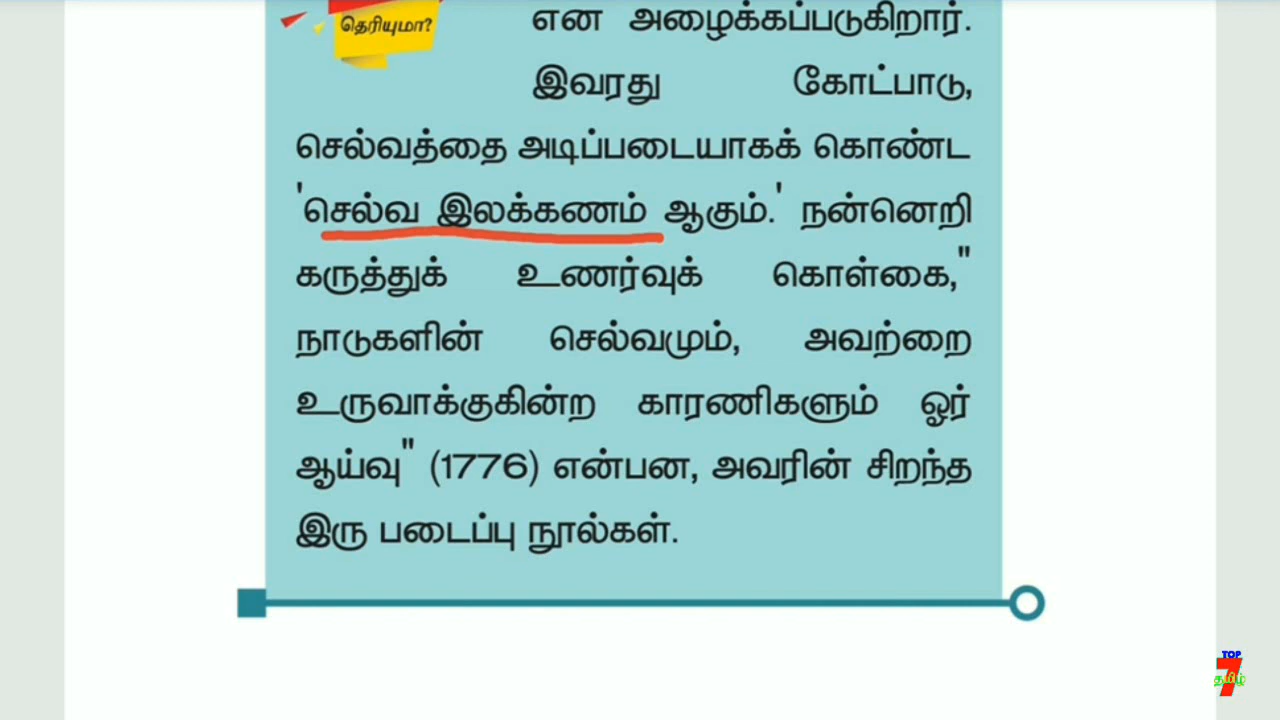 தெரியுமா?
என அழைக்கப்படுகிறார்.
இவரது கோட்பாடு,
செல்வத்தை அடிப்படையாகக் கொண்ட
'செல்வ இலக்கணம் ஆகும்.' நன்னெறி
கருத்துக் உணர்வுக் கொள்கை,"
நாடுகளின் செல்வமும், அவற்றை
உருவாக்குகின்ற காரணிகளும் ஓர்
ஆய்வு" (1776) என்பன, அவரின் சிறந்த
இரு படைப்பு நூல்கள்.
TOP
7
தமிழ்